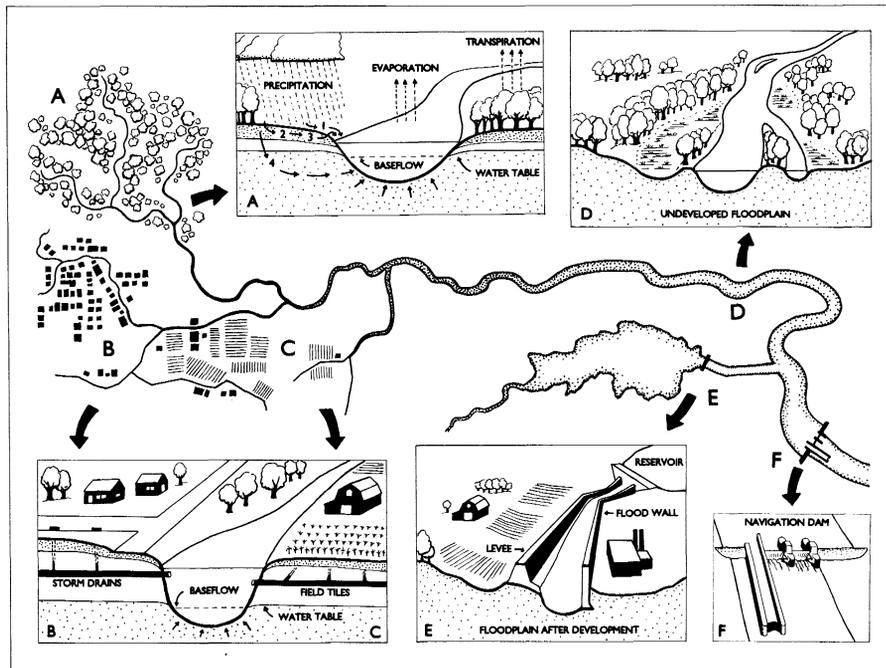 A
PRECIPITATION
EVAPORATION
TRANSPIRATION
1
2
3
4
BASEFLOW
WATER TABLE
A
D
UNDEVELOPED FLOODPLAIN
B
C
D
E
F
STORM DRAINS
BASEFLOW
FIELD TILES
WATER TABLE
B
C
RESERVOIR
FLOOD WALL
LEVEE
E
FLOODPLAIN AFTER DEVELOPMENT
NAVIGATION DAM
F